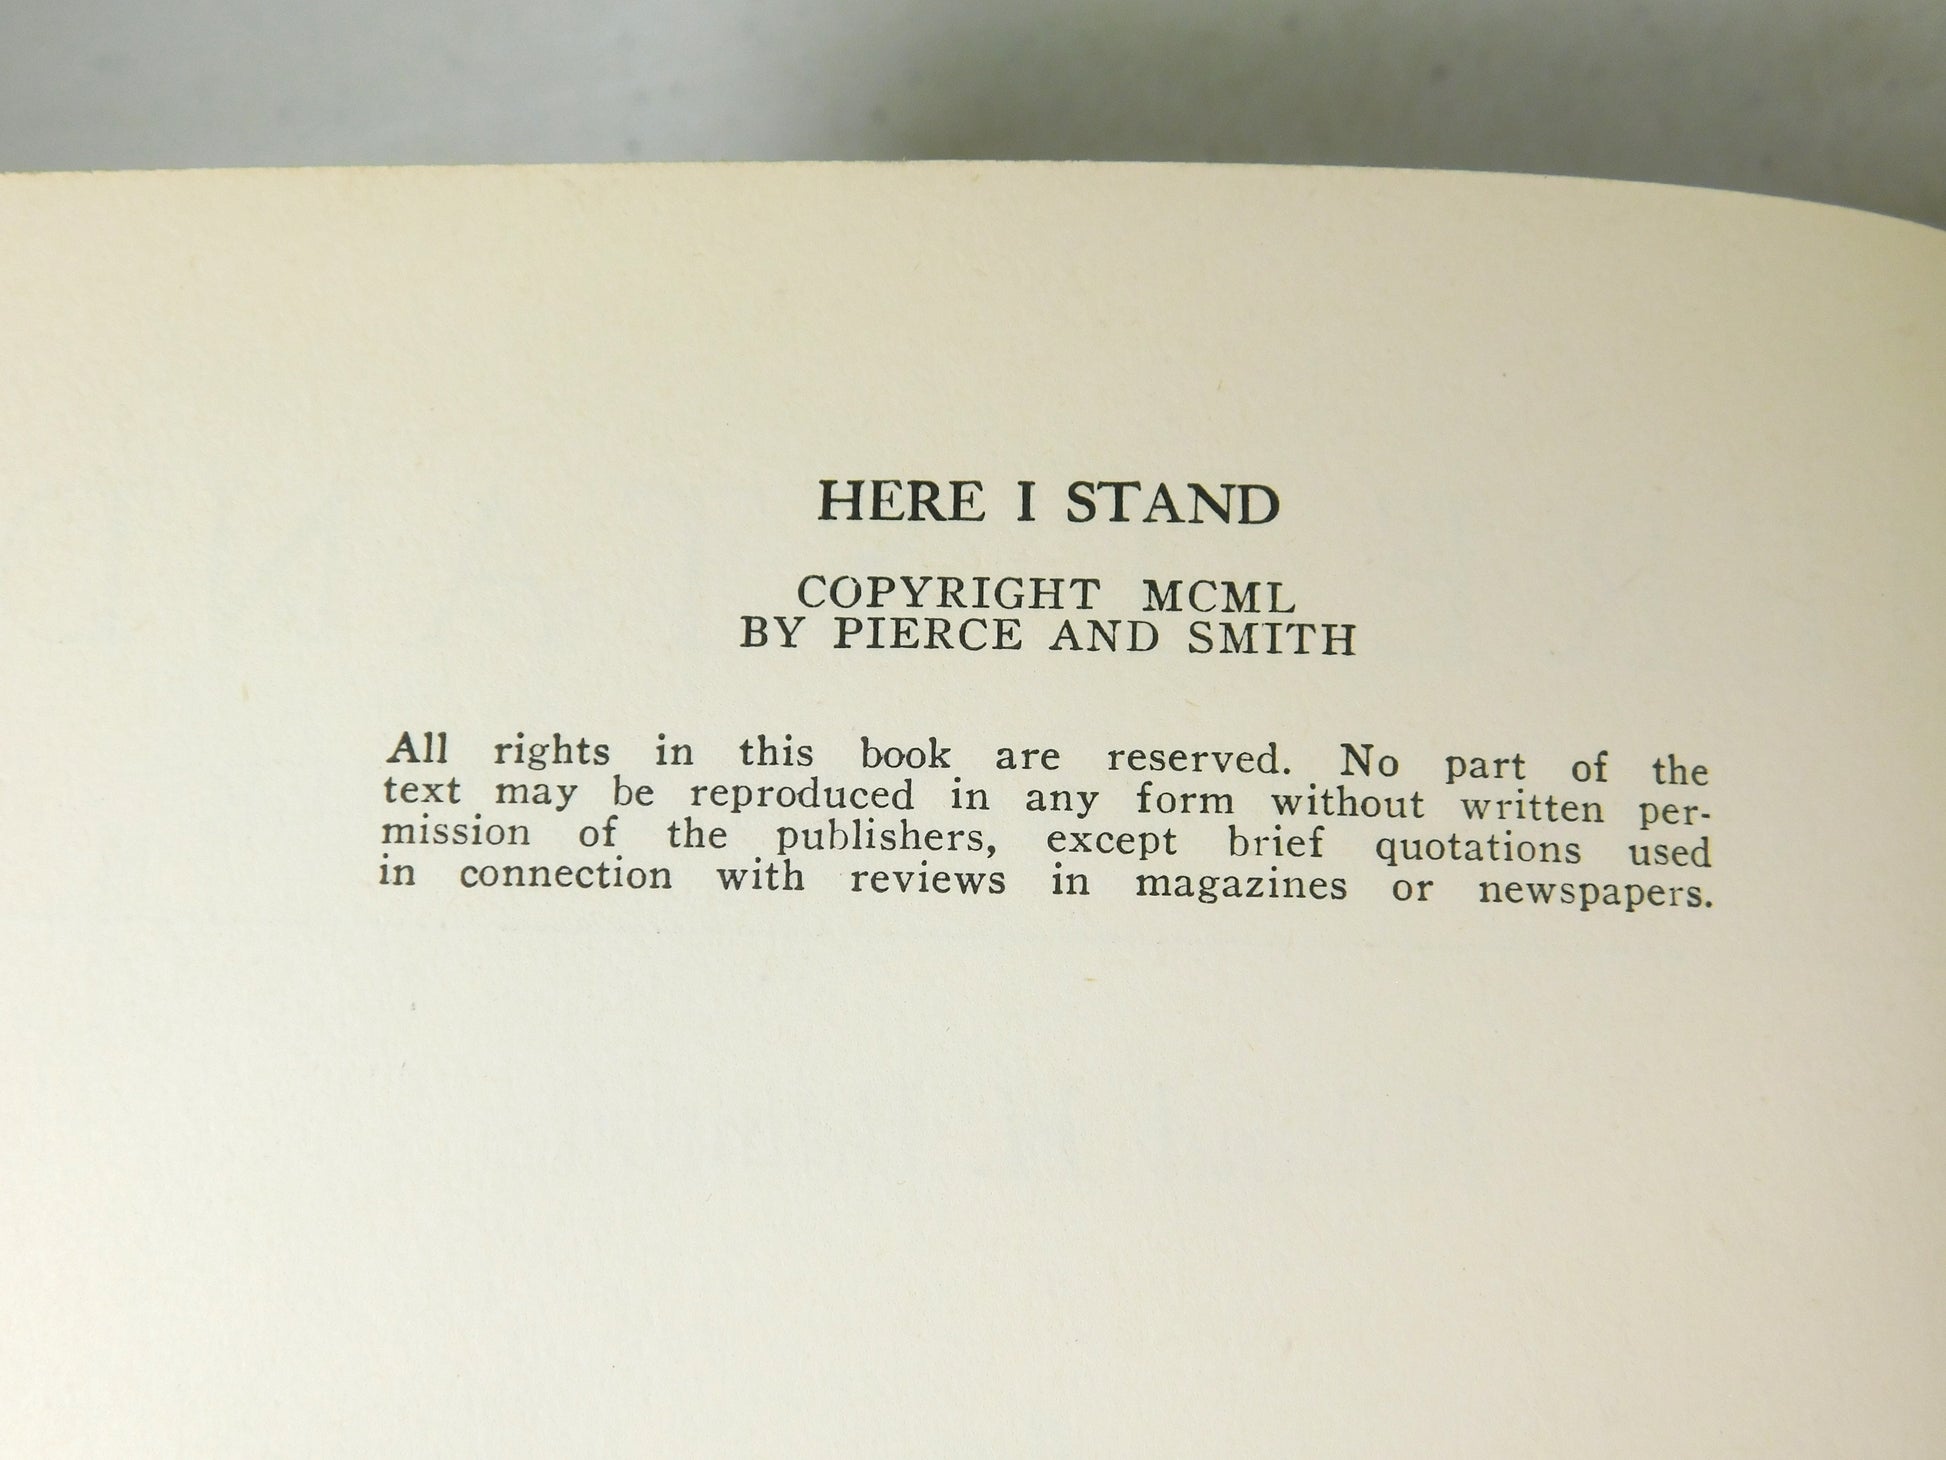 HERE I STAND
COPYRIGHT MCML
BY PIERCE AND SMITH
All rights in this book are reserved. No part of the
text may be reproduced in any form without written per-
mission of the publishers, except brief quotations used
in connection with reviews in magazines or newspapers.